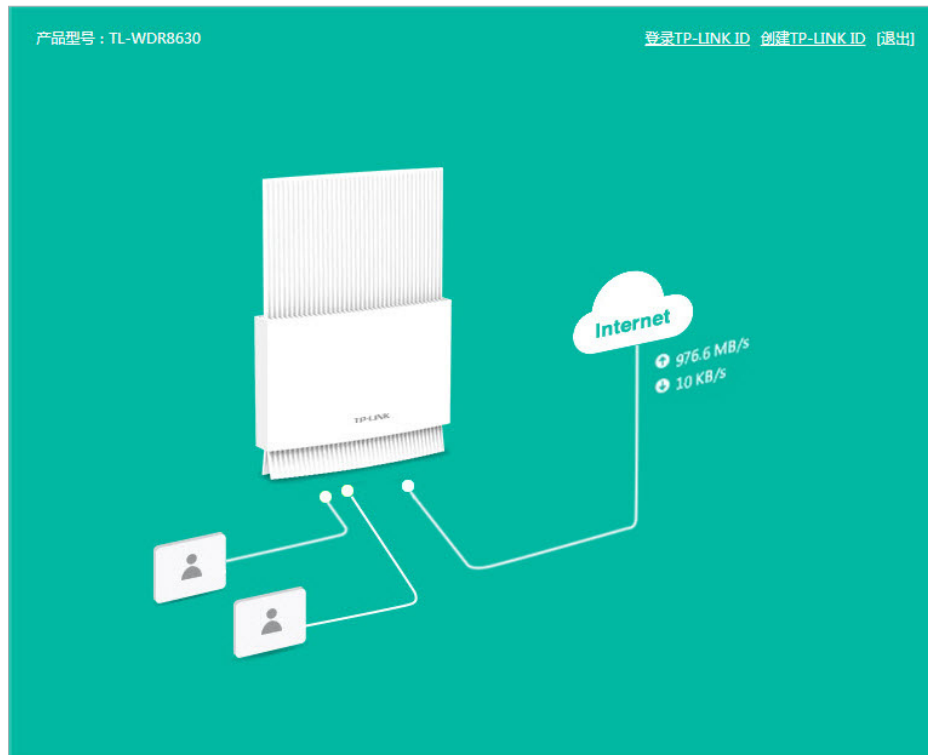 产品型号：TL-WDR8630
登录TP-LINK ID 创建TP-LINK ID [退出]
Internet
976.6 MB/s
10 KB/s
TP-LINK